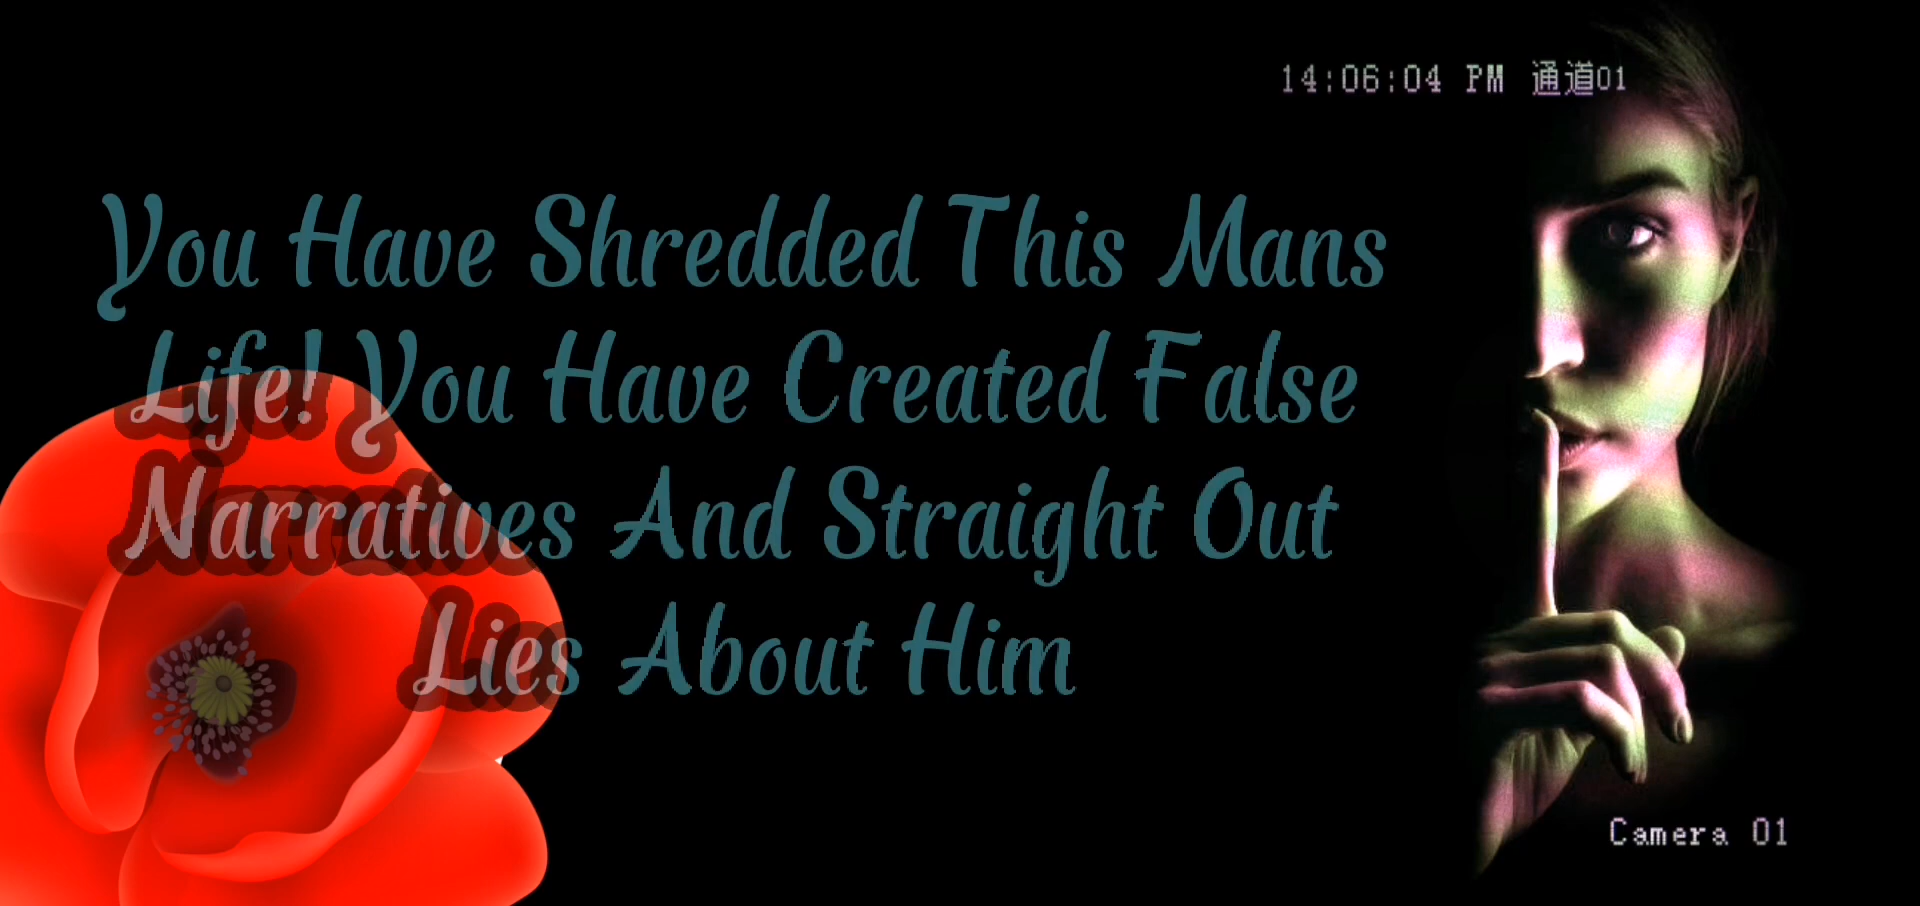 14:06:04 PM 通道01
You Have Shredded This Mans
Life! You Have Created False
Narratives And Straight Out
Lies About Him
Camera 01